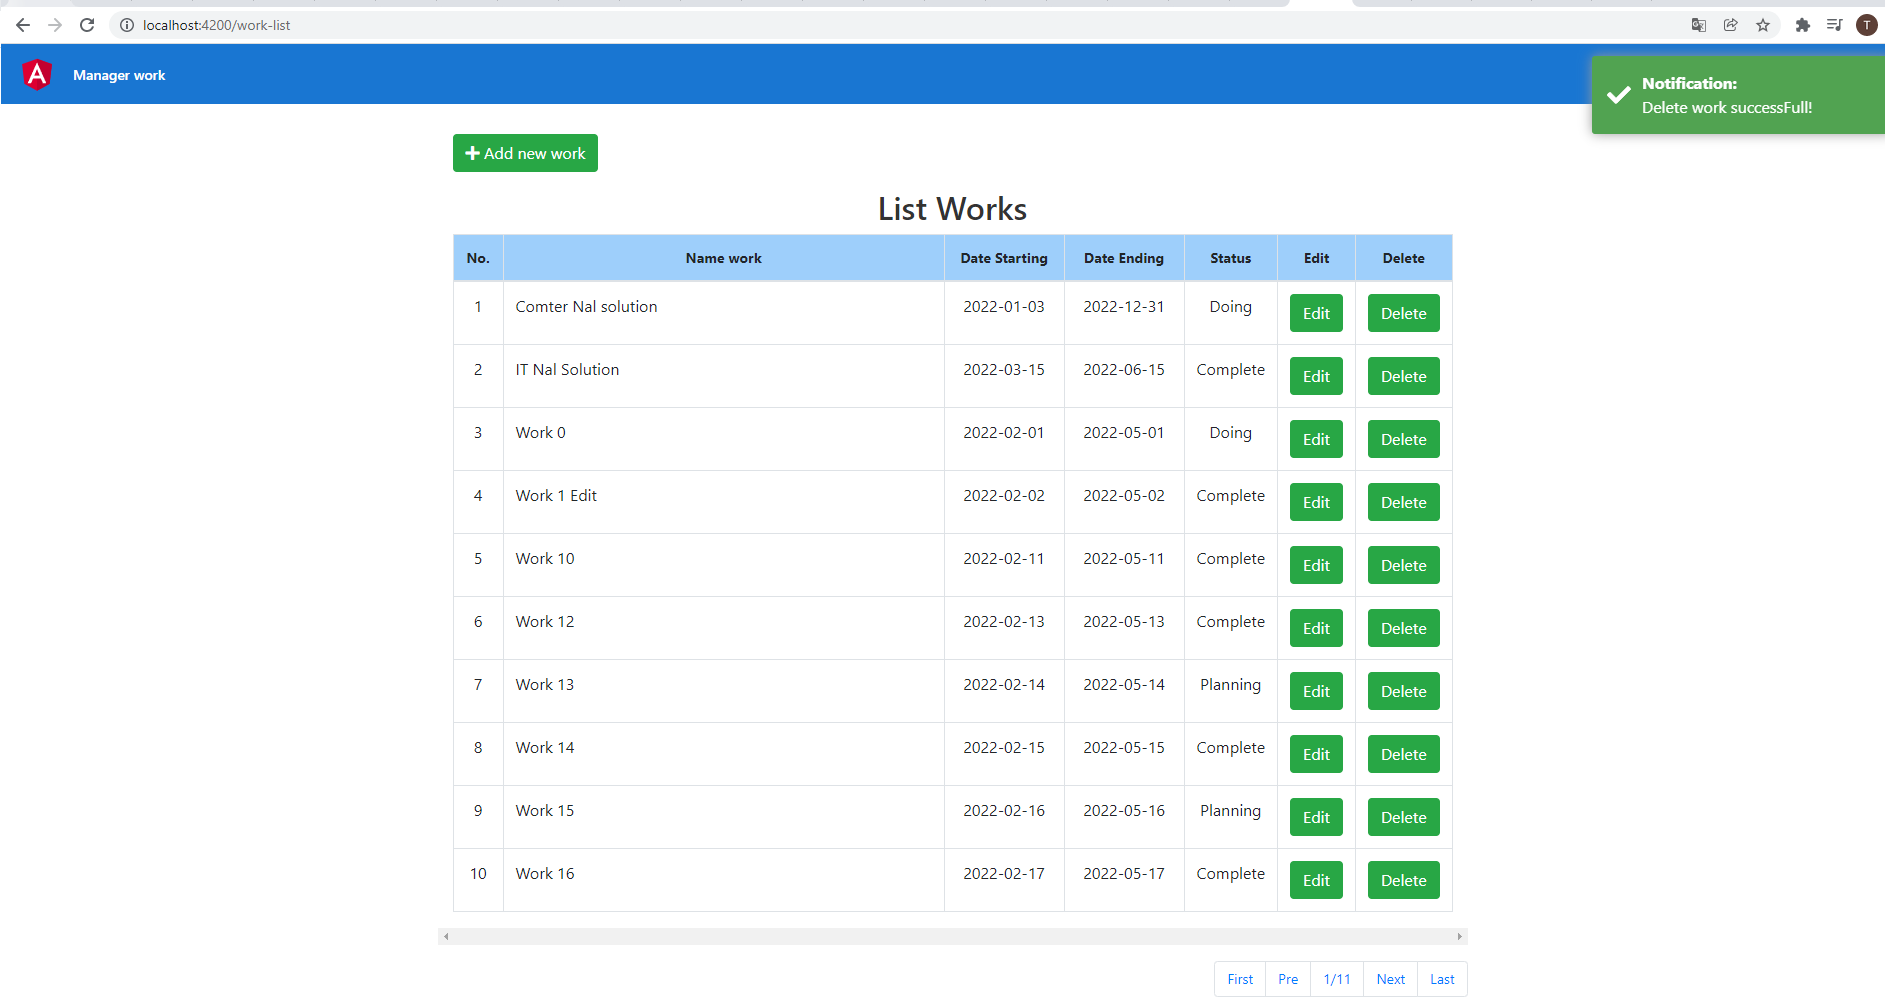 localhost:4200/work-list
T
A
Manager work
Notification:
Delete work successFull!
Add new work
List Works
No. Name work Date Starting Date Ending Status Edit Delete
1 Comter Nal solution 2022-01-03 2022-12-31 Doing Edit Delete
2 IT Nal Solution 2022-03-15 2022-06-15 Complete Edit Delete
3 Work 0 2022-02-01 2022-05-01 Doing Edit Delete
4 Work 1 Edit 2022-02-02 2022-05-02 Complete Edit Delete
5 Work 10 2022-02-11 2022-05-11 Complete Edit Delete
6 Work 12 2022-02-13 2022-05-13 Complete Edit Delete
7 Work 13 2022-02-14 2022-05-14 Planning Edit Delete
8 Work 14 2022-02-15 2022-05-15 Complete Edit Delete
9 Work 15 2022-02-16 2022-05-16 Planning Edit Delete
10 Work 16 2022-02-17 2022-05-17 Complete Edit Delete
First Pre 1/11 Next Last